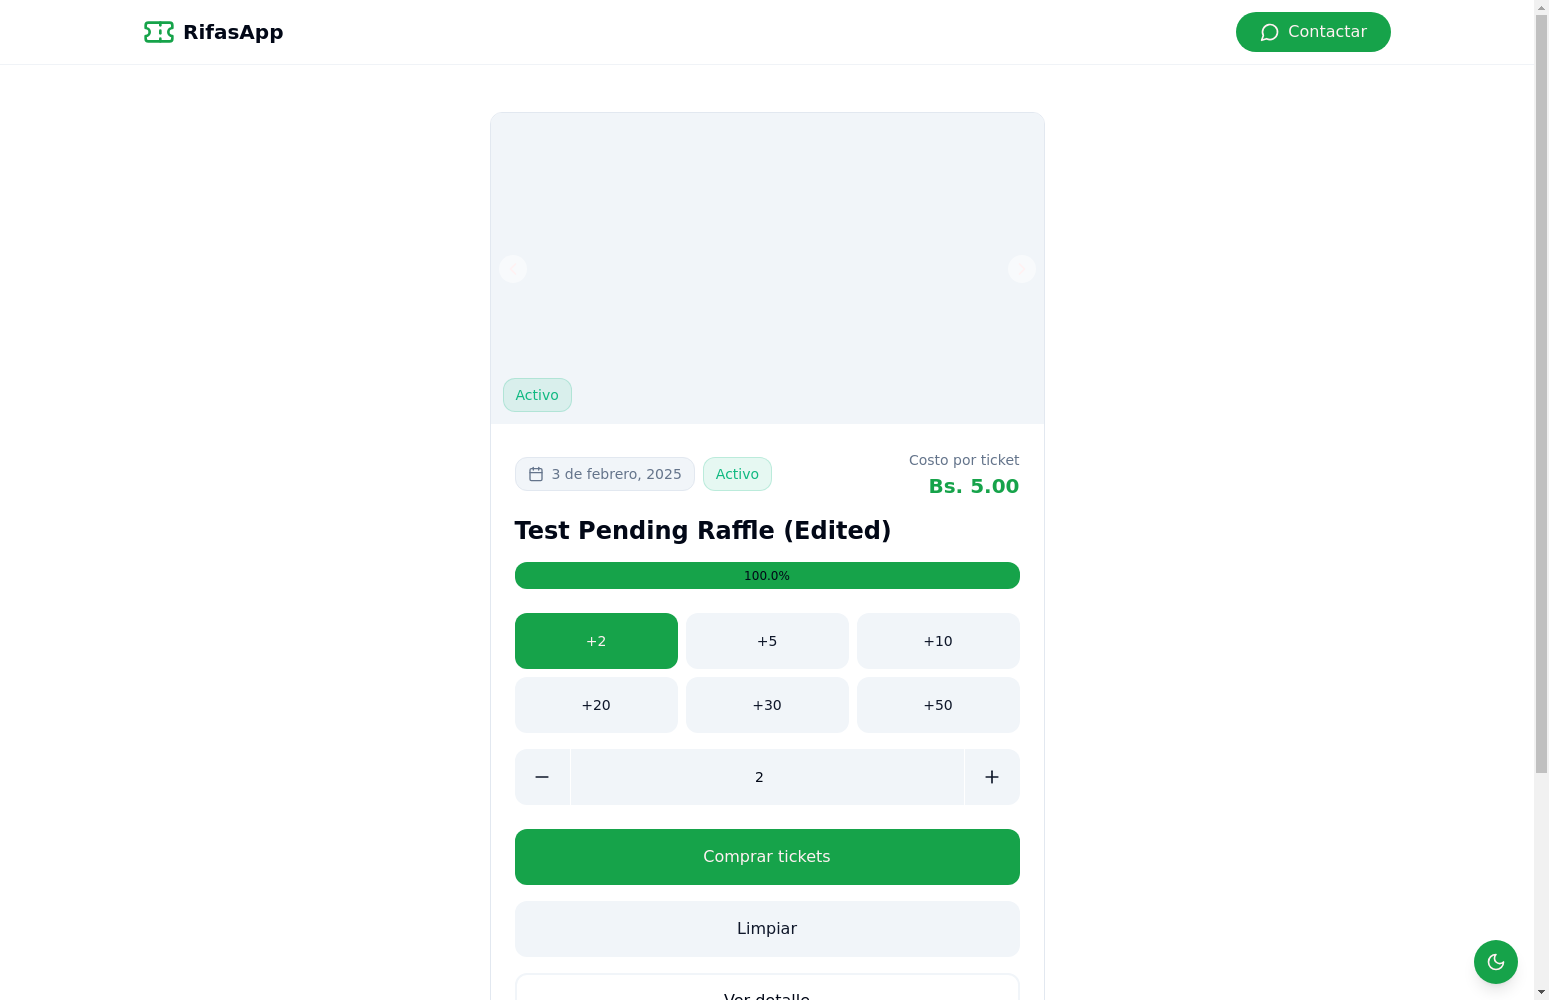 RifasApp
Contactar
Activo
3 de febrero, 2025
Activo
Costo por ticket
Bs. 5.00
Test Pending Raffle (Edited)
100.0%
+2
+5
+10
+20
+30
+50
2
Comprar tickets
Limpiar
Ver detalle